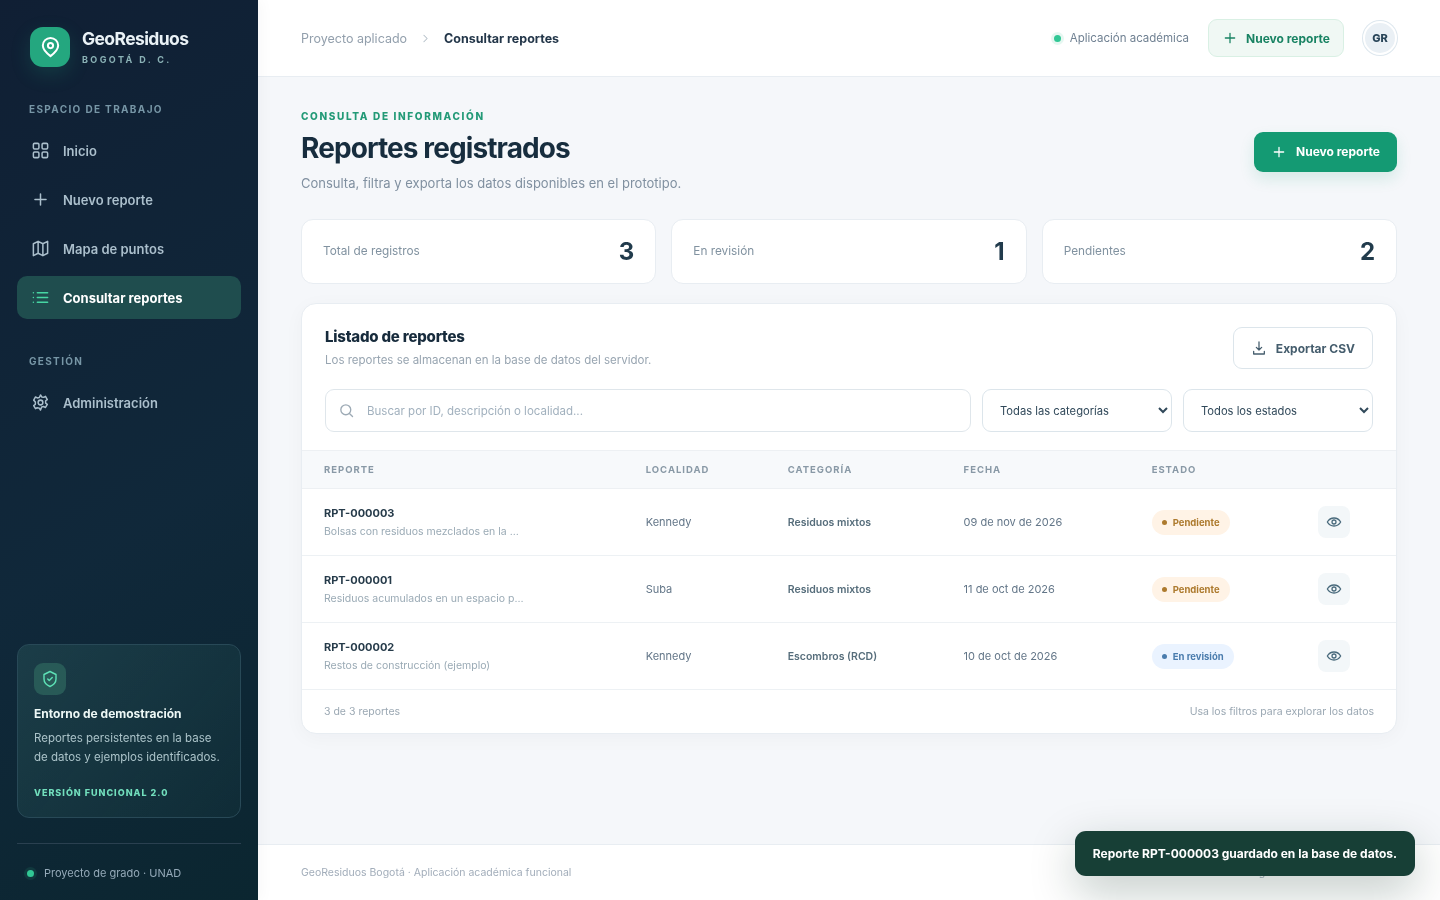 GeoResiduos
BOGOTÁ D. C.
ESPACIO DE TRABAJO
Inicio
Nuevo reporte
Mapa de puntos
Consultar reportes
GESTIÓN
Administración
Entorno de demostración
Reportes persistentes en la base
de datos y ejemplos identificados.
VERSIÓN FUNCIONAL 2.0
Proyecto de grado · UNAD
Proyecto aplicado
Consultar reportes
Aplicación académica
Nuevo reporte
GR
CONSULTA DE INFORMACIÓN
Reportes registrados
Consulta, filtra y exporta los datos disponibles en el prototipo.
Nuevo reporte
Total de registros 3
En revisión 1
Pendientes 2
Listado de reportes
Los reportes se almacenan en la base de datos del servidor.
Exportar CSV
Buscar por ID, descripción o localidad...
Todas las categorías
Todos los estados
REPORTE LOCALIDAD CATEGORÍA FECHA ESTADO
RPT-000003
Bolsas con residuos mezclados en la ...
Kennedy Residuos mixtos 09 de nov de 2026 Pendiente
RPT-000001
Residuos acumulados en un espacio p...
Suba Residuos mixtos 11 de oct de 2026 Pendiente
RPT-000002
Restos de construcción (ejemplo)
Kennedy Escombros (RCD) 10 de oct de 2026 En revisión
3 de 3 reportes
Usa los filtros para explorar los datos
GeoResiduos Bogotá · Aplicación académica funcional
Reporte RPT-000003 guardado en la base de datos.